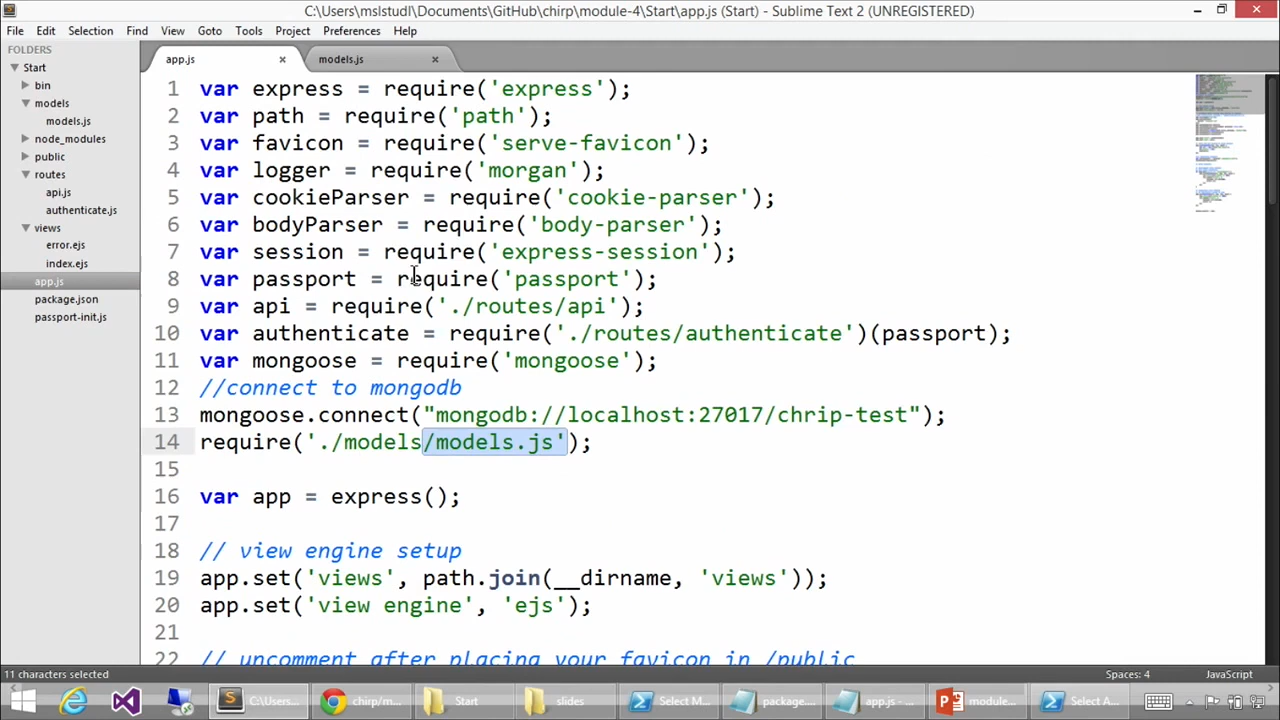 C:\Users\mslstudl\Documents\GitHub\chirp\module-4\Start\app.js (Start) - Sublime Text 2 (UNREGISTERED)
File Edit Selection Find View Goto Tools Project Preferences Help
FOLDERS
Start
bin
models
models.js
node_modules
public
routes
api.js
authenticate.js
views
error.ejs
index.ejs
app.js
package.json
passport-init.js
app.js models.js
1 var express = require('express');
2 var path = require('path');
3 var favicon = require('serve-favicon');
4 var logger = require('morgan');
5 var cookieParser = require('cookie-parser');
6 var bodyParser = require('body-parser');
7 var session = require('express-session');
8 var passport = require('passport');
9 var api = require('./routes/api');
10 var authenticate = require('./routes/authenticate')(passport);
11 var mongoose = require('mongoose');
12 //connect to mongodb
13 mongoose.connect("mongodb://localhost:27017/chrip-test");
14 require('./models/models.js');
15
16 var app = express();
17
18 // view engine setup
19 app.set('views', path.join(__dirname, 'views'));
20 app.set('view engine', 'ejs');
21
22 // uncomment after placing your favicon in /public
11 characters selected Spaces: 4 JavaScript
C:\Users... chirp/m... Start slides Select M... package.... app.js - ... module... Select A...